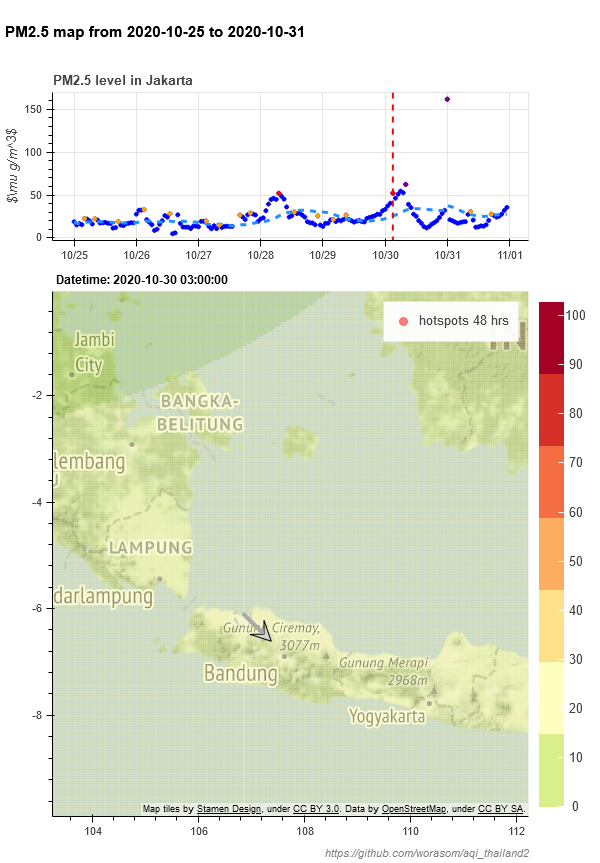 PM2.5 map from 2020-10-25 to 2020-10-31
PM2.5 level in Jakarta
$\mu g/m^3$
150
100
50
0
10/25 10/26 10/27 10/28 10/29 10/30 10/31 11/01
Datetime: 2020-10-30 03:00:00
hotspots 48 hrs
Jambi
City
BANGKA-
BELITUNG
lembang
LAMPUNG
darlampung
Ciremay,
3077m
Bandung
Gunung Merapi
2968m
Yogyakarta
-2
-4
-6
-8
104 106 108 110 112
100
90
80
70
60
50
40
30
20
10
0
Map tiles by Stamen Design, under CC BY 3.0. Data by OpenStreetMap, under CC BY SA.
https://github.com/worasom/aqi_thailand2